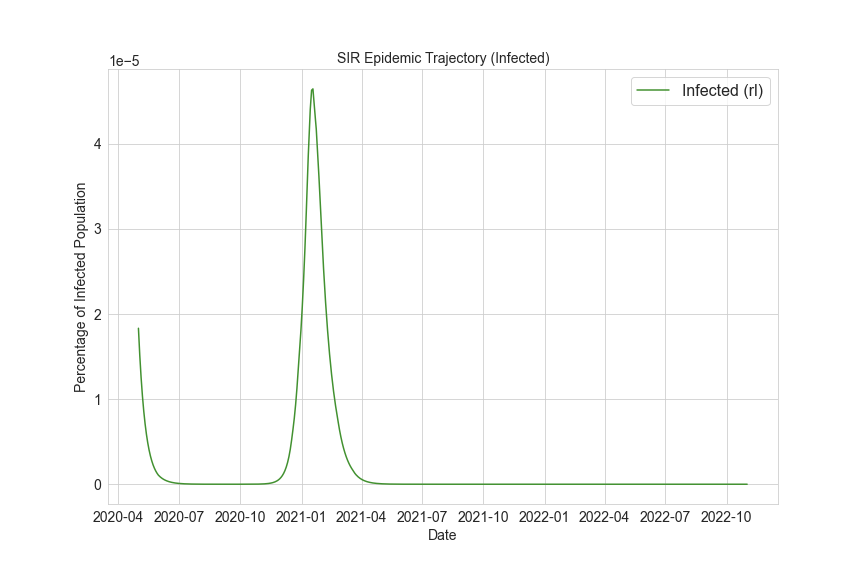 SIR Epidemic Trajectory (Infected)
1e−5
Infected (rI)
4
3
2
1
0
Percentage of Infected Population
2020-04 2020-07 2020-10 2021-01 2021-04 2021-07 2021-10 2022-01 2022-04 2022-07 2022-10
Date